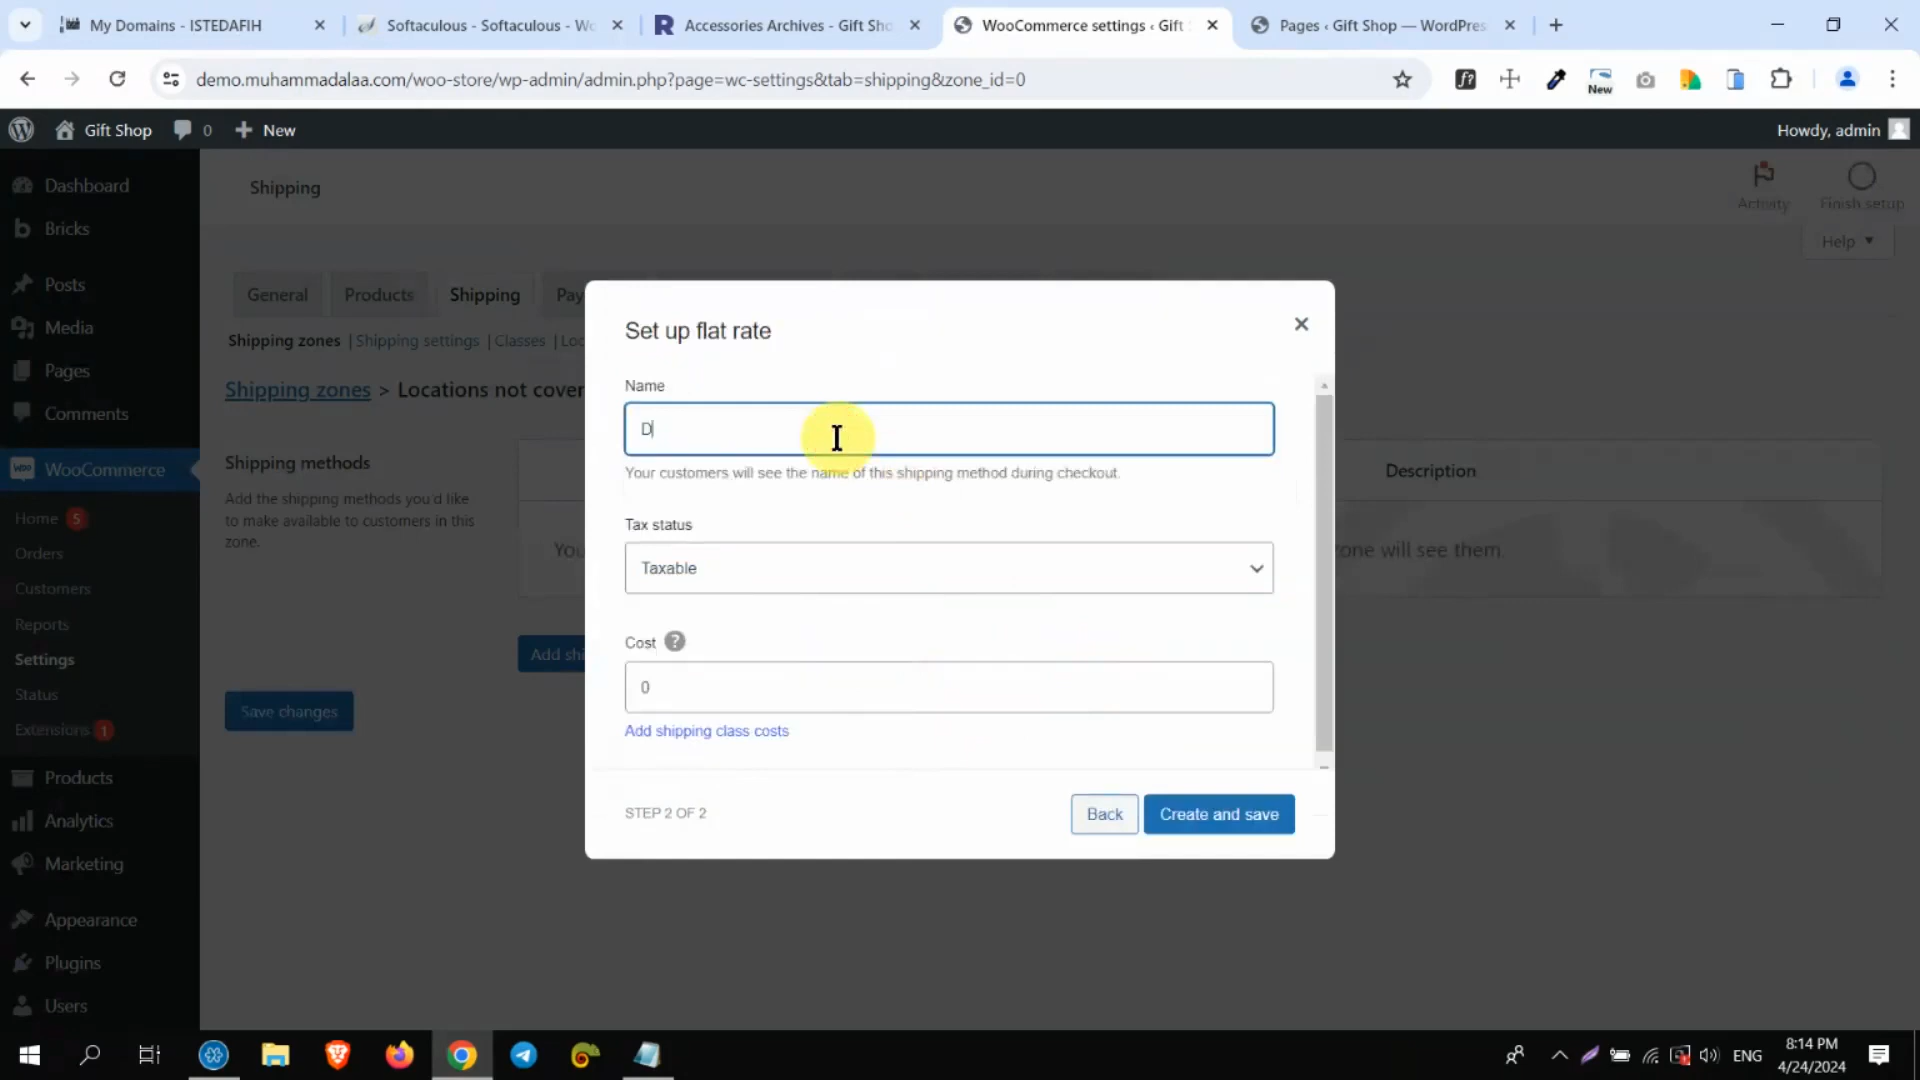 My Domains - ISTEDAFIH
Softaculous - Softaculous - Wo
Accessories Archives - Gift Sho
WooCommerce settings ‹ Gift S
Pages ‹ Gift Shop — WordPress
demo.muhammadalaa.com/woo-store/wp-admin/admin.php?page=wc-settings&tab=shipping&zone_id=0
New
Gift Shop
0
New
Howdy, admin
Dashboard
Bricks
Posts
Media
Pages
Comments
WooCommerce
Home 5
Orders
Customers
Reports
Settings
Status
Extensions 1
Products
Analytics
Marketing
Appearance
Plugins
Users
Shipping
Activity
Finish setup
Help
General
Products
Shipping
Pay
Shipping zones | Shipping settings | Classes | Loc
Shipping zones > Locations not cover
Shipping methods
Add the shipping methods you'd like
to make available to customers in this
zone.
Description
You
zone will see them.
Add shi
Save changes
Set up flat rate
Name
D
Your customers will see the name of this shipping method during checkout.
Tax status
Taxable
Cost ?
0
Add shipping class costs
STEP 2 OF 2
Back
Create and save
ENG
8:14 PM
4/24/2024